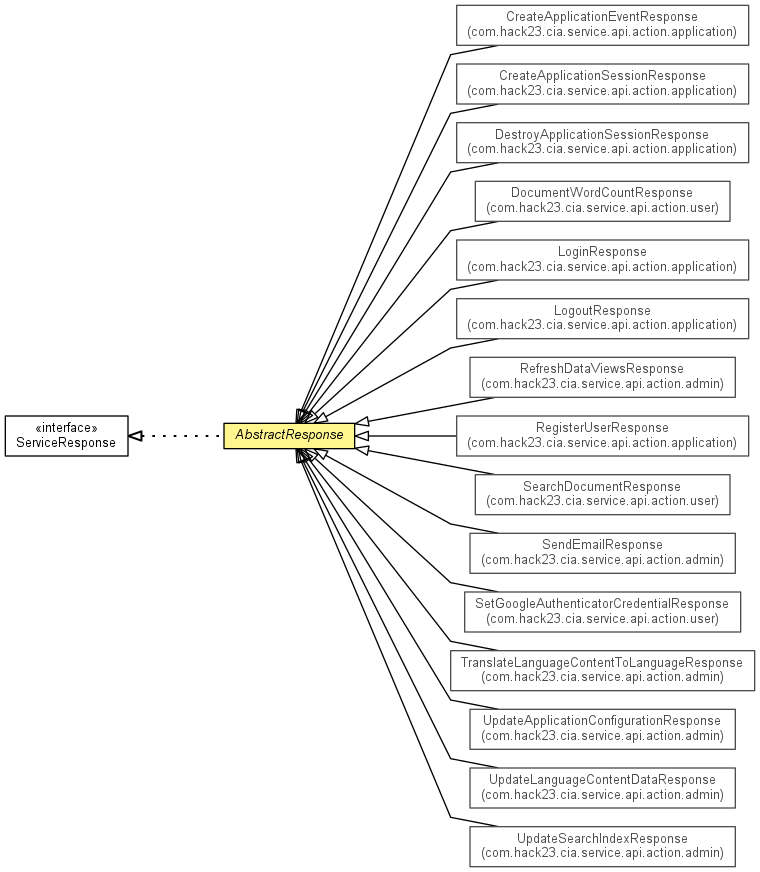 CreateApplicationEventResponse
(com.hack23.cia.service.api.action.application)
CreateApplicationSessionResponse
(com.hack23.cia.service.api.action.application)
DestroyApplicationSessionResponse
(com.hack23.cia.service.api.action.application)
DocumentWordCountResponse
(com.hack23.cia.service.api.action.user)
LoginResponse
(com.hack23.cia.service.api.action.application)
LogoutResponse
(com.hack23.cia.service.api.action.application)
RefreshDataViewsResponse
(com.hack23.cia.service.api.action.admin)
«interface»
ServiceResponse
AbstractResponse
RegisterUserResponse
(com.hack23.cia.service.api.action.application)
SearchDocumentResponse
(com.hack23.cia.service.api.action.user)
SendEmailResponse
(com.hack23.cia.service.api.action.admin)
SetGoogleAuthenticatorCredentialResponse
(com.hack23.cia.service.api.action.user)
TranslateLanguageContentToLanguageResponse
(com.hack23.cia.service.api.action.admin)
UpdateApplicationConfigurationResponse
(com.hack23.cia.service.api.action.admin)
UpdateLanguageContentDataResponse
(com.hack23.cia.service.api.action.admin)
UpdateSearchIndexResponse
(com.hack23.cia.service.api.action.admin)